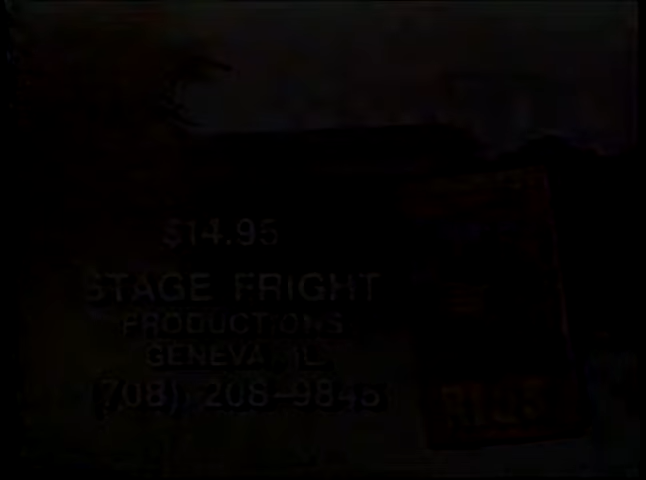 $14.95
STAGE FRIGHT
PRODUCTIONS
GENEVA, IL
(708) 208-9845